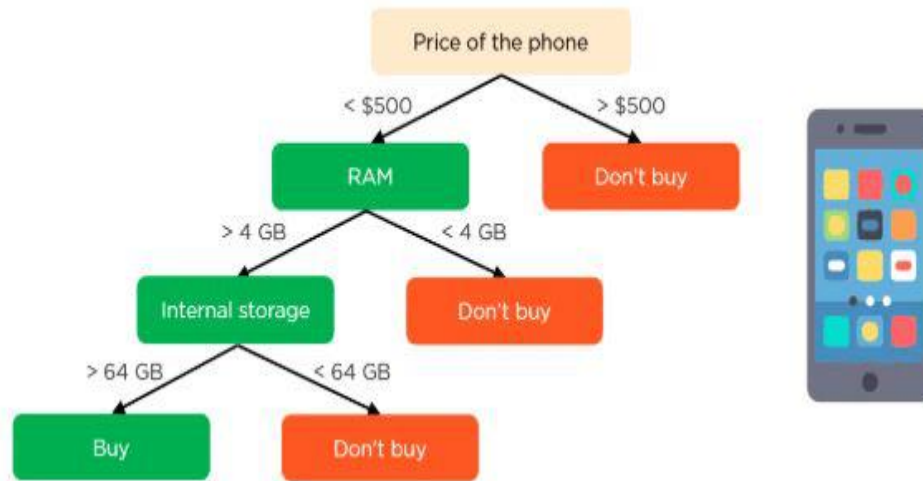 Price of the phone
< $500
> $500
RAM
Don't buy
> 4 GB
< 4 GB
Internal storage
Don't buy
> 64 GB
< 64 GB
Buy
Don't buy